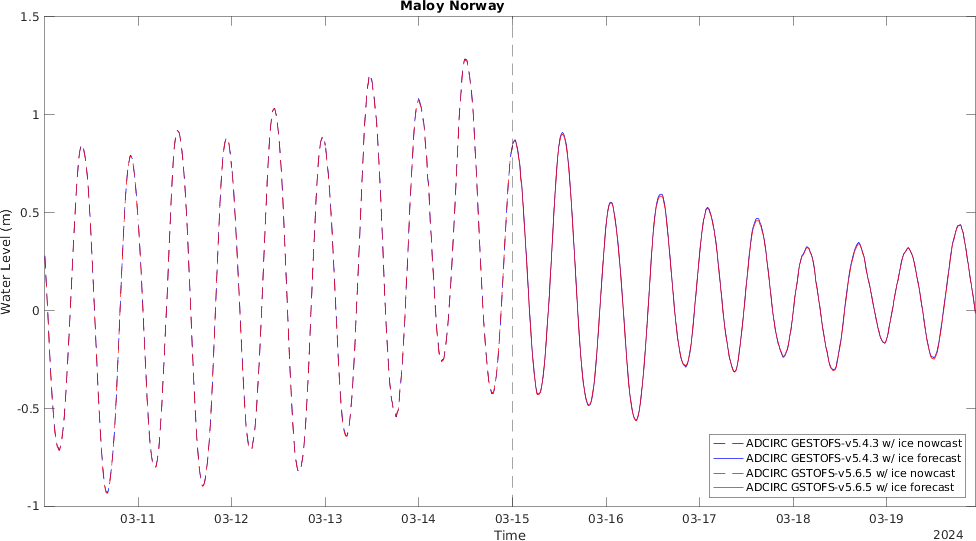 Maloy Norway
1.5
1
0.5
0
-0.5
-1
Water Level (m)
03-11 03-12 03-13 03-14 03-15 03-16 03-17 03-18 03-19
Time
2024
ADCIRC GESTOFS-v5.4.3 w/ ice nowcast
ADCIRC GESTOFS-v5.4.3 w/ ice forecast
ADCIRC GSTOFS-v5.6.5 w/ ice nowcast
ADCIRC GSTOFS-v5.6.5 w/ ice forecast